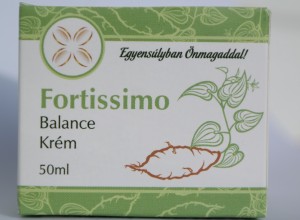 Egyensúlyban Önmagaddal!
Fortissimo
Balance
Krém
50ml